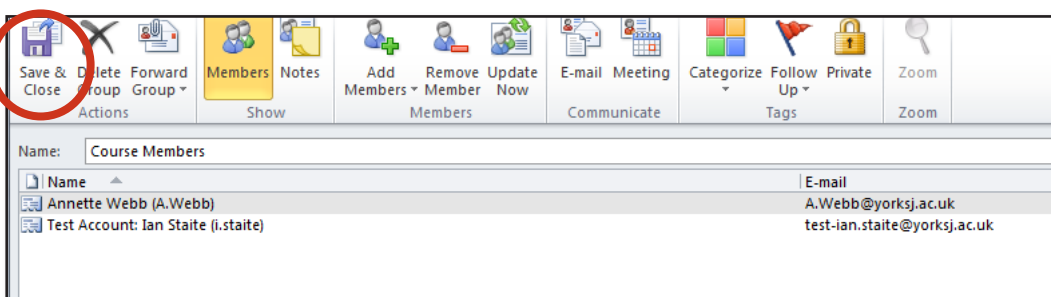 Save & Delete Forward Members Notes Add Remove Update E-mail Meeting Categorize Follow Private Zoom
Close Group Group Members Member Now Up
Actions Show Members Communicate Tags Zoom
Name: Course Members
Name E-mail
Annette Webb (A.Webb) A.Webb@yorksj.ac.uk
Test Account: Ian Staite (i.staite) test-ian.staite@yorksj.ac.uk